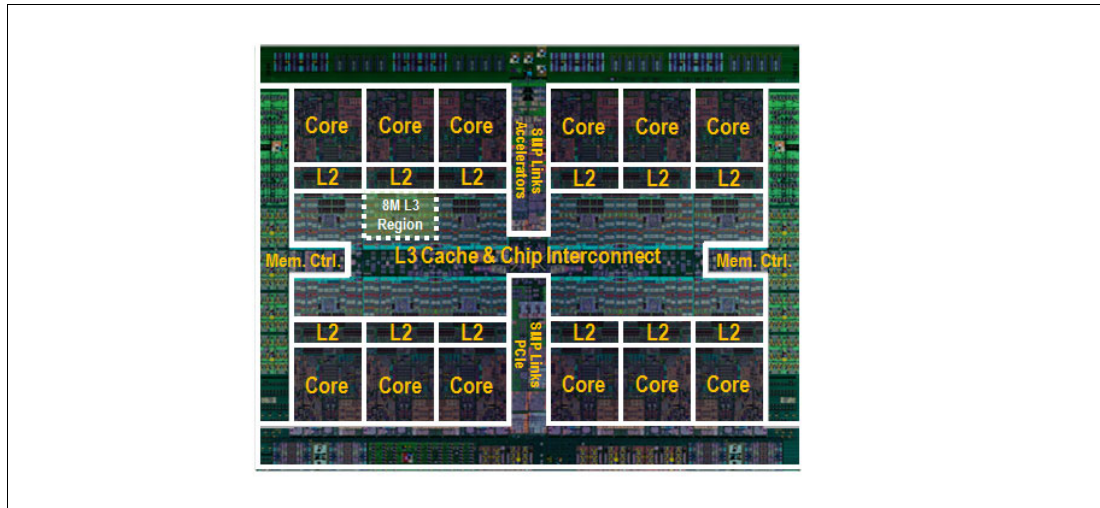 Core Core Core Core Core Core
SMP Links
Accelerators
L2 L2 L2 L2 L2 L2
8M L3
Region
L3 Cache & Chip Interconnect
Mem. Ctrl. Mem. Ctrl.
L2 L2 L2 L2 L2 L2
SMP Links
PCIe
Core Core Core Core Core Core